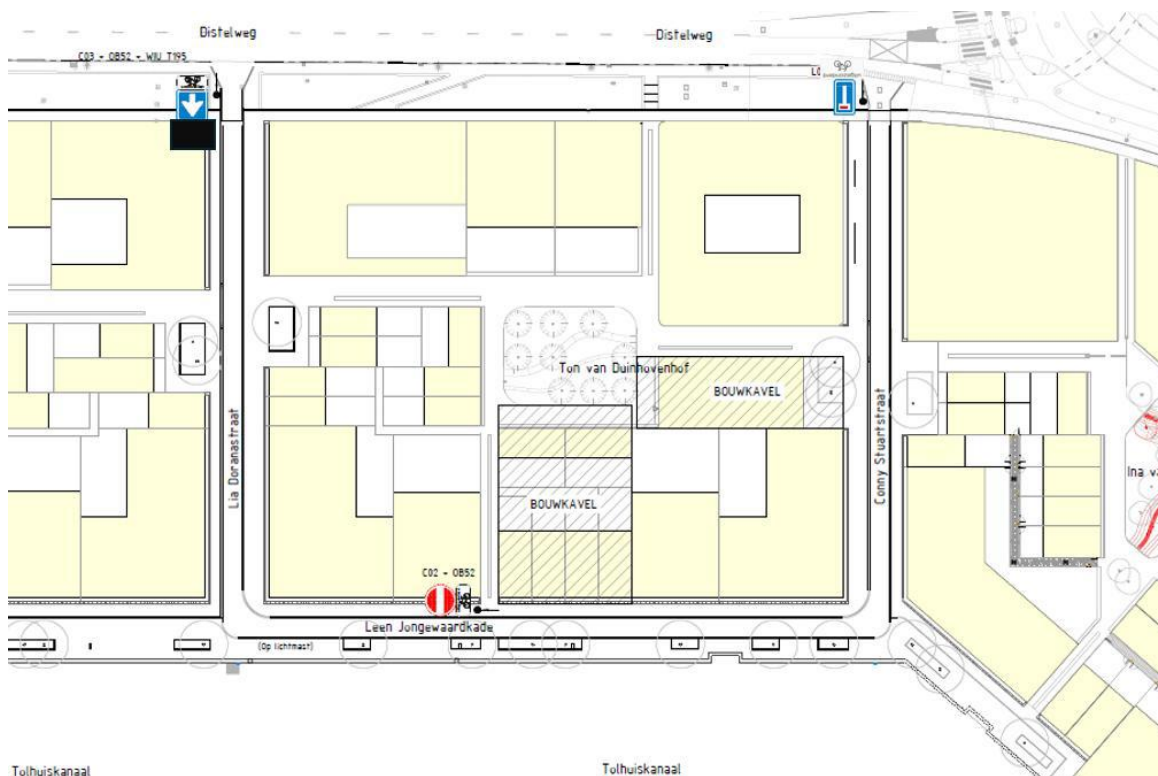 Distelweg
Distelweg
C03 - OB52 - WIU T195
Ton van Duinhovenhof
BOUWKAVEL
BOUWKAVEL
Lia Doranastraat
Conny Stuartstraat
C02 - OB52
Leen Jongewaardkade
(Op lichtmast)
Tolhuiskanaal
Tolhuiskanaal